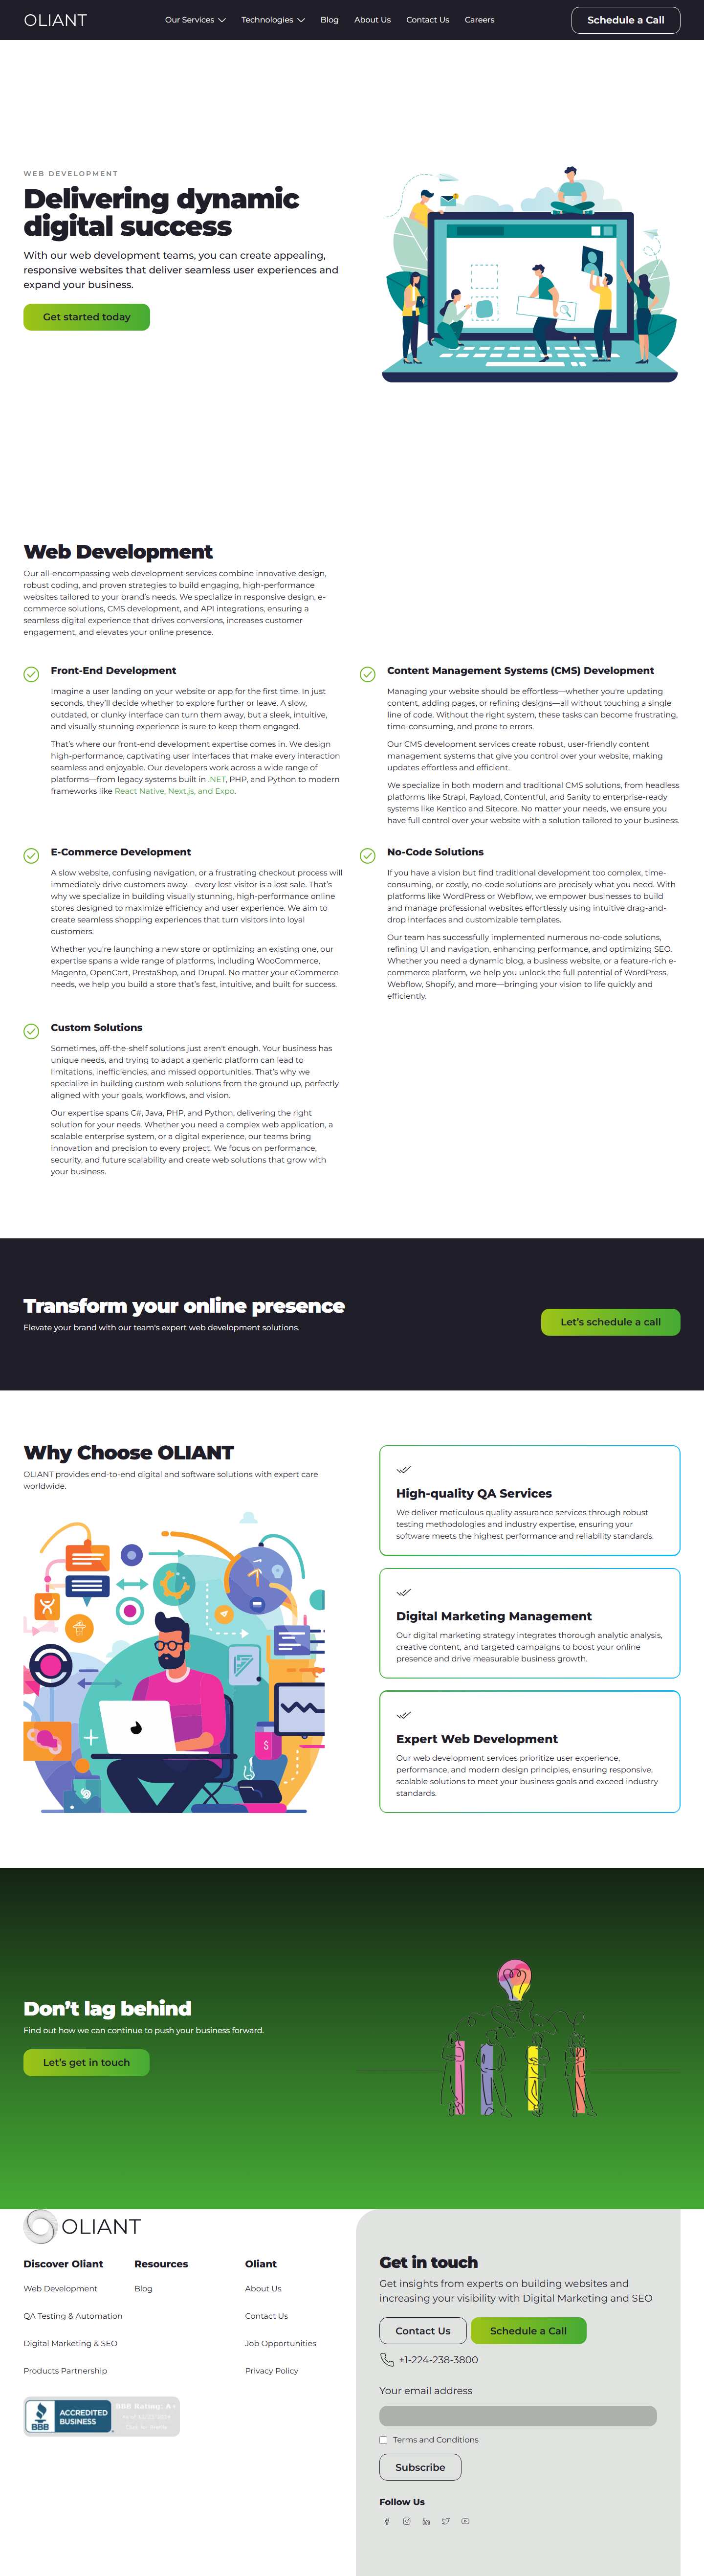 OLIANT
Our Services
Technologies
Blog
About Us
Contact Us
Careers
Schedule a Call
WEB DEVELOPMENT
Delivering dynamic
digital success
With our web development teams, you can create appealing,
responsive websites that deliver seamless user experiences and
expand your business.
Get started today
Web Development
Our all-encompassing web development services combine innovative design,
robust coding, and proven strategies to build engaging, high-performance
websites tailored to your brand's needs. We specialize in responsive design, e-
commerce solutions, CMS development, and API integrations, ensuring a
seamless digital experience that drives conversions, increases customer
engagement, and elevates your online presence.
Front-End Development
Imagine a user landing on your website or app for the first time. In just
seconds, they'll decide whether to explore further or leave. A slow,
outdated, or clunky interface can turn them away, but a sleek, intuitive,
and visually stunning experience is sure to keep them engaged.
That's where our front-end development expertise comes in. We design
high-performance, captivating user interfaces that make every interaction
seamless and enjoyable. Our developers work across a wide range of
platforms—from legacy systems built in .NET, PHP, and Python to modern
frameworks like React Native, Next.js, and Expo.
Content Management Systems (CMS) Development
Managing your website should be effortless—whether you're updating
content, adding pages, or refining designs—all without touching a single
line of code. Without the right system, these tasks can become frustrating,
time-consuming, and prone to errors.
Our CMS development services create robust, user-friendly content
management systems that give you control over your website, making
updates effortless and efficient.
We specialize in both modern and traditional CMS solutions, from headless
platforms like Strapi, Payload, Contentful, and Sanity to enterprise-ready
systems like Kentico and Sitecore. No matter your needs, we ensure you
have full control over your website with a solution tailored to your business.
E-Commerce Development
A slow website, confusing navigation, or a frustrating checkout process will
immediately drive customers away—every lost visitor is a lost sale. That's
why we specialize in building visually stunning, high-performance online
stores designed to maximize efficiency and user experience. We aim to
create seamless shopping experiences that turn visitors into loyal
customers.
Whether you're launching a new store or optimizing an existing one, our
expertise spans a wide range of platforms, including WooCommerce,
Magento, OpenCart, PrestaShop, and Drupal. No matter your eCommerce
needs, we help you build a store that's fast, intuitive, and built for success.
No-Code Solutions
If you have a vision but find traditional development too complex, time-
consuming, or costly, no-code solutions are precisely what you need. With
platforms like WordPress or Webflow, we empower businesses to build
and manage professional websites effortlessly using intuitive drag-and-
drop interfaces and customizable templates.
Our team has successfully implemented numerous no-code solutions,
refining UI and navigation, enhancing performance, and optimizing SEO.
Whether you need a dynamic blog, a business website, or a feature-rich e-
commerce platform, we help you unlock the full potential of WordPress,
Webflow, Shopify, and more—bringing your vision to life quickly and
efficiently.
Custom Solutions
Sometimes, off-the-shelf solutions just aren't enough. Your business has
unique needs, and trying to adapt a generic platform can lead to
limitations, inefficiencies, and missed opportunities. That's why we
specialize in building custom web solutions from the ground up, perfectly
aligned with your goals, workflows, and vision.
Our expertise spans C#, Java, PHP, and Python, delivering the right
solution for your needs. Whether you need a complex web application, a
scalable enterprise system, or a digital experience, our teams bring
innovation and precision to every project. We focus on performance,
security, and future scalability and create web solutions that grow with
your business.
Transform your online presence
Elevate your brand with our team's expert web development solutions.
Let's schedule a call
Why Choose OLIANT
OLIANT provides end-to-end digital and software solutions with expert care
worldwide.
High-quality QA Services
We deliver meticulous quality assurance services through robust
testing methodologies and industry expertise, ensuring your
software meets the highest performance and reliability standards.
Digital Marketing Management
Our digital marketing strategy integrates thorough analytic analysis,
creative content, and targeted campaigns to boost your online
presence and drive measurable business growth.
Expert Web Development
Our web development services prioritize user experience,
performance, and modern design principles, ensuring responsive,
scalable solutions to meet your business goals and exceed industry
standards.
Don't lag behind
Find out how we can continue to push your business forward.
Let's get in touch
OLIANT
Discover Oliant
Web Development
QA Testing & Automation
Digital Marketing & SEO
Products Partnership
Resources
Blog
Oliant
About Us
Contact Us
Job Opportunities
Privacy Policy
BBB
ACCREDITED
BUSINESS
BBB Rating: A+
Get in touch
Get insights from experts on building websites and
increasing your visibility with Digital Marketing and SEO
Contact Us
Schedule a Call
+1-224-238-3800
Your email address
Terms and Conditions
Subscribe
Follow Us